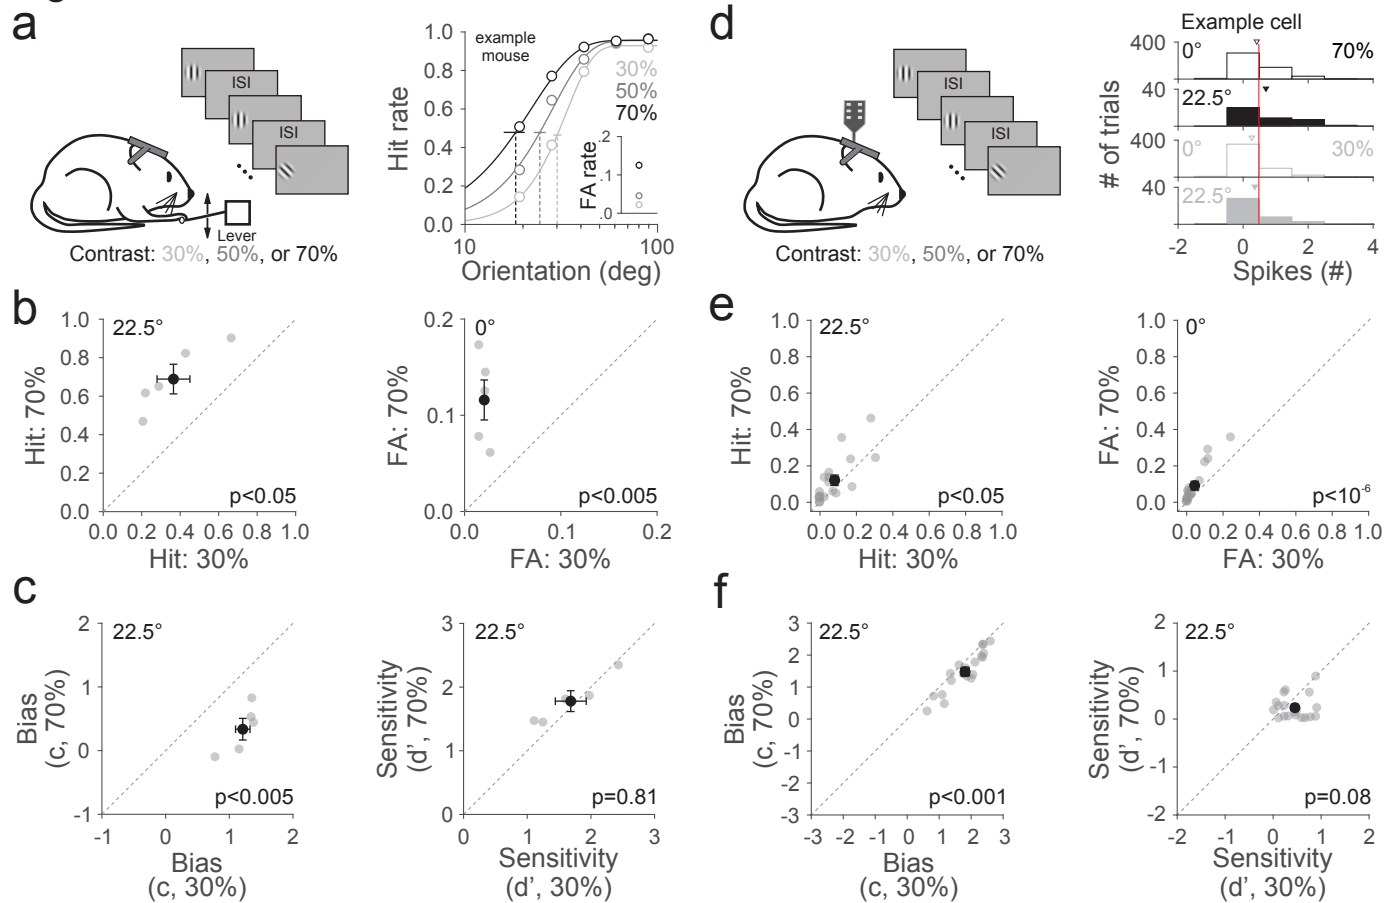 a
ISI
ISI
Lever
Contrast: 30%, 50%, or 70%
1.0
0.8
0.6
0.4
0.2
0.0
Hit rate
example
mouse
30%
50%
70%
FA rate
.2
.1
.0
10
100
Orientation (deg)
d
ISI
ISI
Contrast: 30%, 50%, or 70%
Example cell
400
0°
70%
40
22.5°
400
0°
30%
40
22.5°
# of trials
-2
0
2
4
Spikes (#)
b
1.0
0.8
0.6
0.4
0.2
0.0
Hit: 70%
22.5°
p<0.05
0.0 0.2 0.4 0.6 0.8 1.0
Hit: 30%
0.2
0.1
0.0
FA: 70%
0°
p<0.005
0.0 0.1 0.2
FA: 30%
e
1.0
0.8
0.6
0.4
0.2
0.0
Hit: 70%
22.5°
p<0.05
0.0 0.2 0.4 0.6 0.8 1.0
Hit: 30%
1.0
0.8
0.6
0.4
0.2
0.0
FA: 70%
0°
p<10-6
0.0 0.2 0.4 0.6 0.8 1.0
FA: 30%
c
2
1
0
-1
Bias
(c, 70%)
22.5°
p<0.005
-1 0 1 2
Bias
(c, 30%)
3
2
1
0
Sensitivity
(d', 70%)
22.5°
p=0.81
0 1 2 3
Sensitivity
(d', 30%)
f
3
2
1
0
-1
-2
-3
Bias
(c, 70%)
22.5°
p<0.001
-3 -2 -1 0 1 2 3
Bias
(c, 30%)
2
1
0
-1
-2
Sensitivity
(d', 70%)
22.5°
p=0.08
-2 -1 0 1 2
Sensitivity
(d', 30%)